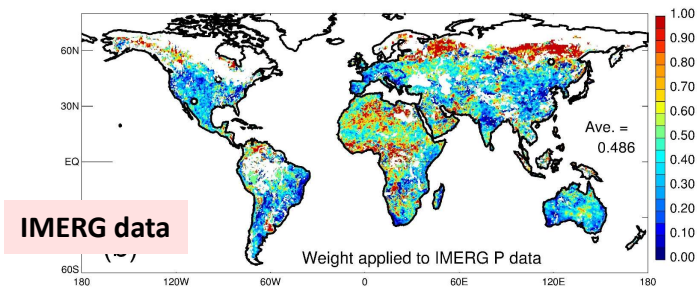 1.00
0.90
0.80
0.70
0.60
0.50
0.40
0.30
0.20
0.10
0.00
60N
30N
EQ
60S
Ave. =
0.486
IMERG data
(b)
Weight applied to IMERG P data
180 120W 60W 0 60E 120E 180